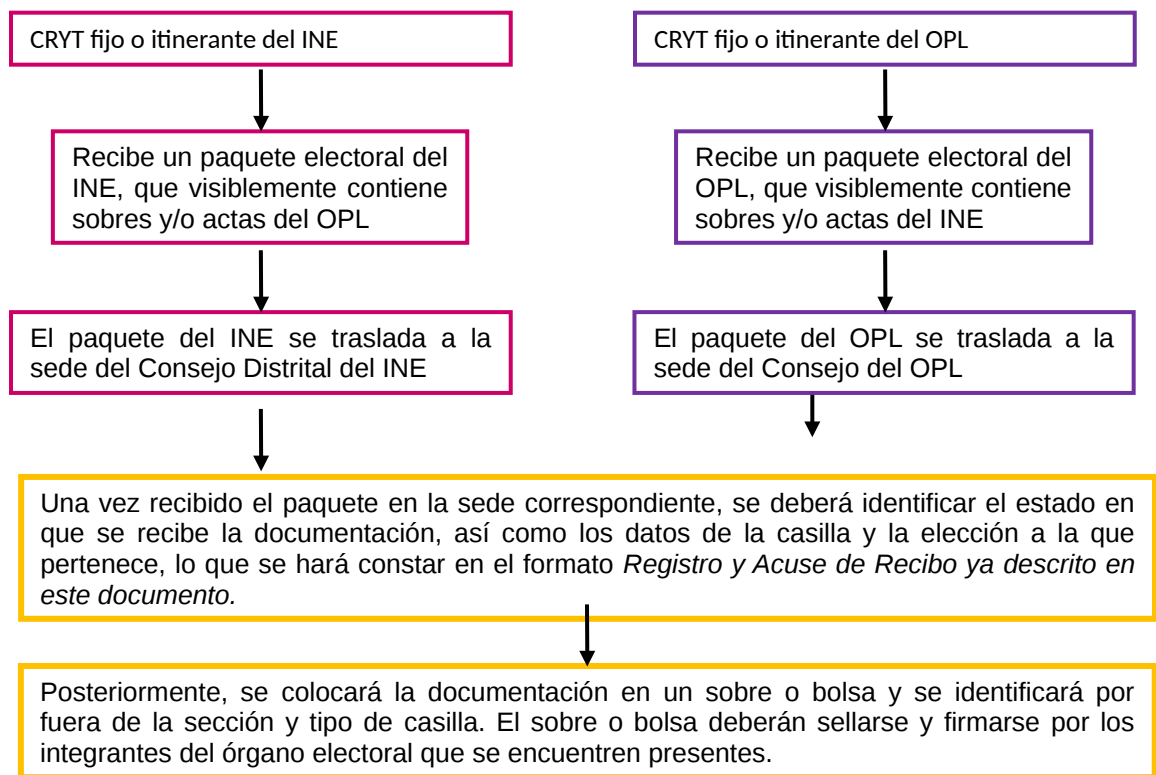 CRYT fijo o itinerante del INE
CRYT fijo o itinerante del OPL
Recibe un paquete electoral del
INE, que visiblemente contiene
sobres y/o actas del OPL
Recibe un paquete electoral del
OPL, que visiblemente contiene
sobres y/o actas del INE
El paquete del INE se traslada a la
sede del Consejo Distrital del INE
El paquete del OPL se traslada a la
sede del Consejo del OPL
Una vez recibido el paquete en la sede correspondiente, se deberá identificar el estado en
que se recibe la documentación, así como los datos de la casilla y la elección a la que
pertenece, lo que se hará constar en el formato Registro y Acuse de Recibo ya descrito en
este documento.
Posteriormente, se colocará la documentación en un sobre o bolsa y se identificará por
fuera de la sección y tipo de casilla. El sobre o bolsa deberán sellarse y firmarse por los
integrantes del órgano electoral que se encuentren presentes.